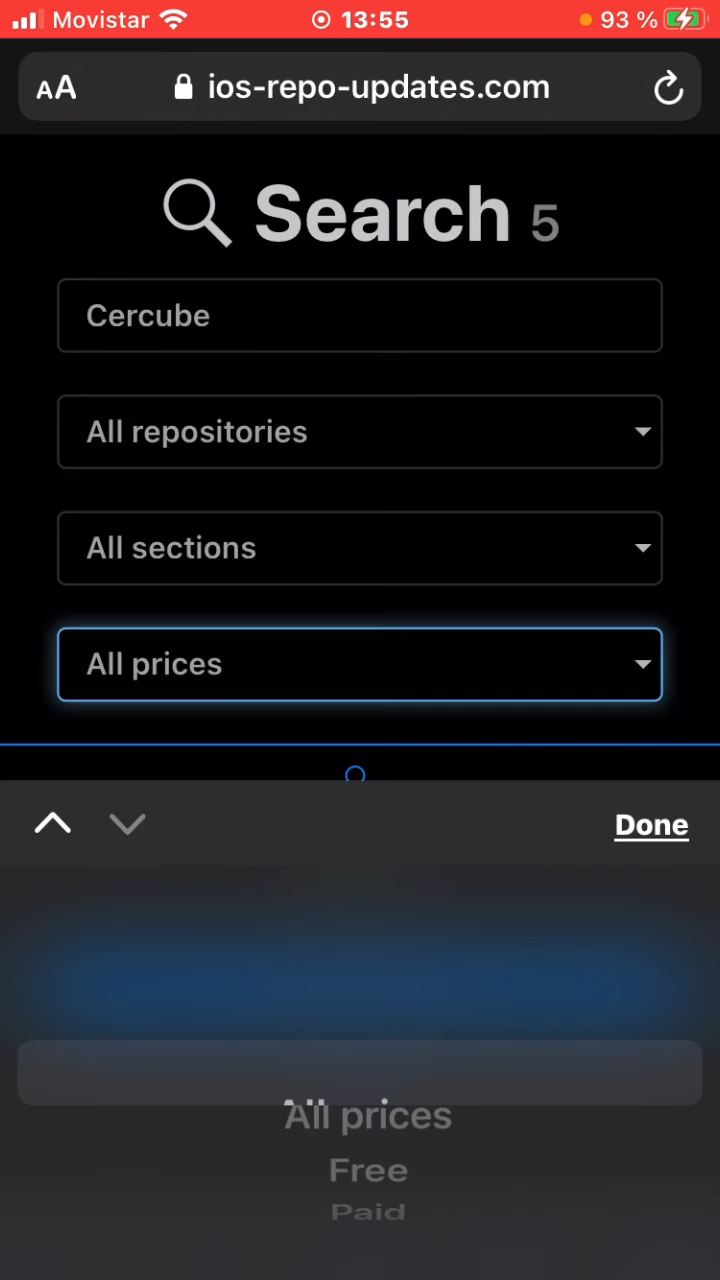 Movistar 13:55 93 %
AA ios-repo-updates.com
Search 5
Cercube
All repositories
All sections
All prices
Done
All prices
Free
Paid